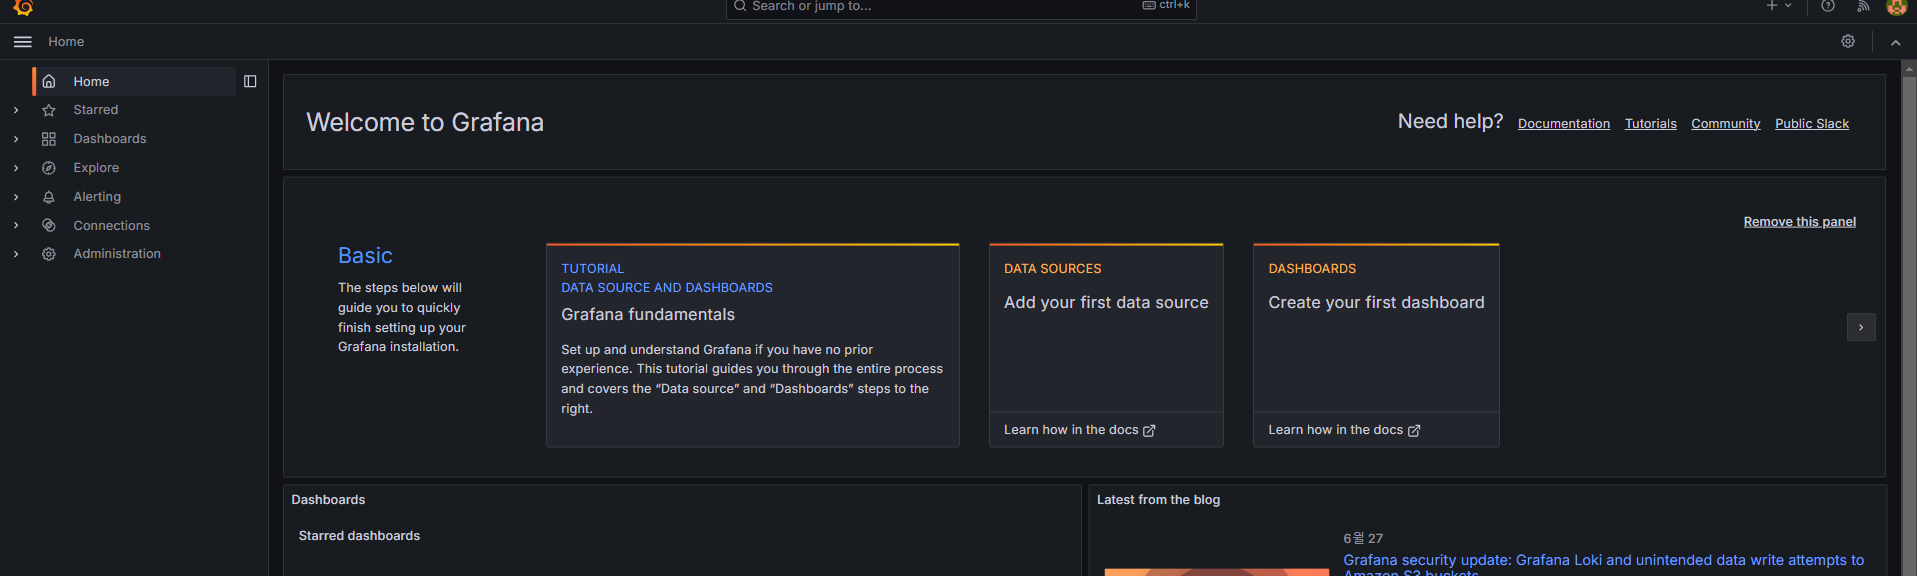 Search or jump to...
ctrl+k
Home
Home
Starred
Dashboards
Explore
Alerting
Connections
Administration
Welcome to Grafana
Need help?
Documentation
Tutorials
Community
Public Slack
Remove this panel
Basic
The steps below will
guide you to quickly
finish setting up your
Grafana installation.
TUTORIAL
DATA SOURCE AND DASHBOARDS
Grafana fundamentals
Set up and understand Grafana if you have no prior
experience. This tutorial guides you through the entire process
and covers the “Data source” and “Dashboards” steps to the
right.
DATA SOURCES
Add your first data source
Learn how in the docs
DASHBOARDS
Create your first dashboard
Learn how in the docs
Dashboards
Starred dashboards
Latest from the blog
6월 27
Grafana security update: Grafana Loki and unintended data write attempts to
Amazon S3 buckets